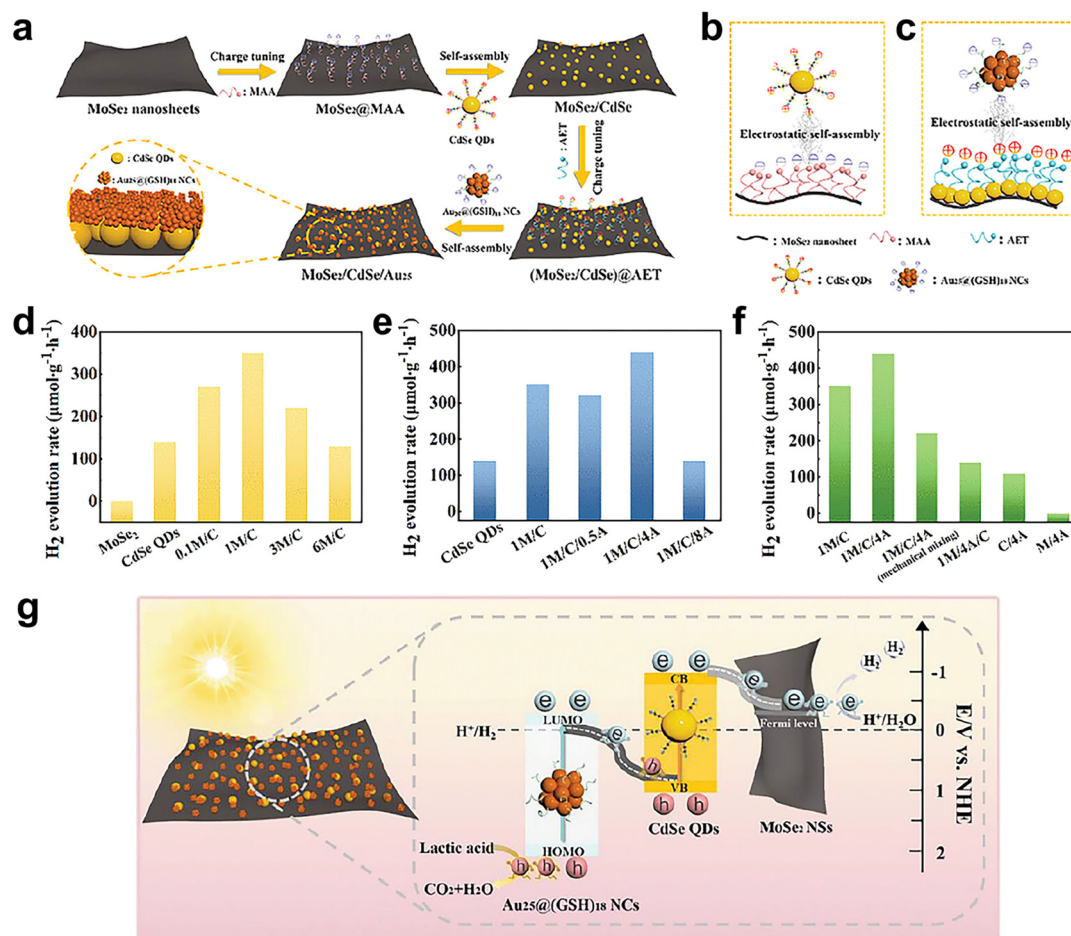 a
Charge tuning
: MAA
Self-assembly
CdSe QDs
MoSe₂ nanosheets
MoSe₂@MAA
MoSe₂/CdSe
: CdSe QDs
: Au₂₅@(GSH)₁₈ NCs
: AET
Charge tuning
Au₂₅@(GSH)₁₈ NCs
Self-assembly
MoSe₂/CdSe/Au₂₅
(MoSe₂/CdSe)@AET
b
Electrostatic self-assembly
c
Electrostatic self-assembly
: MoSe₂ nanosheet
: MAA
: AET
: CdSe QDs
: Au₂₅@(GSH)₁₈ NCs
d
H₂ evolution rate (μmol·g⁻¹·h⁻¹)
400
300
200
100
0
MoSe₂
CdSe QDs
0.1M/C
1M/C
3M/C
6M/C
e
H₂ evolution rate (μmol·g⁻¹·h⁻¹)
500
400
300
200
100
0
CdSe QDs
1M/C
1M/C/0.5A
1M/C/4A
1M/C/8A
f
H₂ evolution rate (μmol·g⁻¹·h⁻¹)
500
400
300
200
100
0
1M/C
1M/C/4A
1M/C/4A
(mechanical mixing)
1M/4A/C
C/4A
M/4A
g
H⁺/H₂
e e
LUMO
e
HOMO
h h h
Lactic acid
CO₂+H₂O
Au₂₅@(GSH)₁₈ NCs
e e
CB
h
VB
h h
CdSe QDs
e
e e e
Fermi level
MoSe₂ NSs
H₂ H₂
H⁺/H₂O
-1
0
1
2
E/V vs. NHE